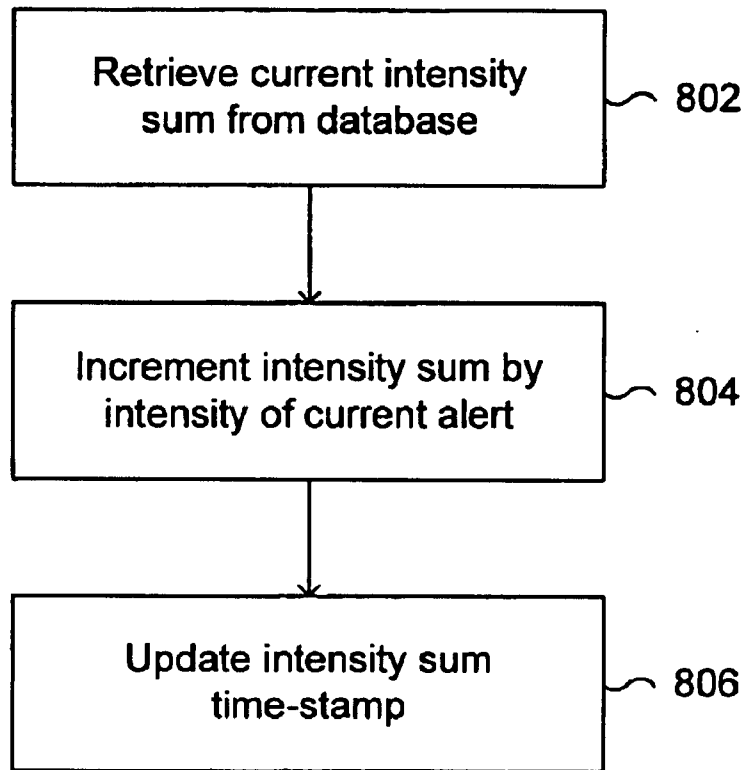 Retrieve current intensity
sum from database
802
Increment intensity sum by
intensity of current alert
804
Update intensity sum
time-stamp
806